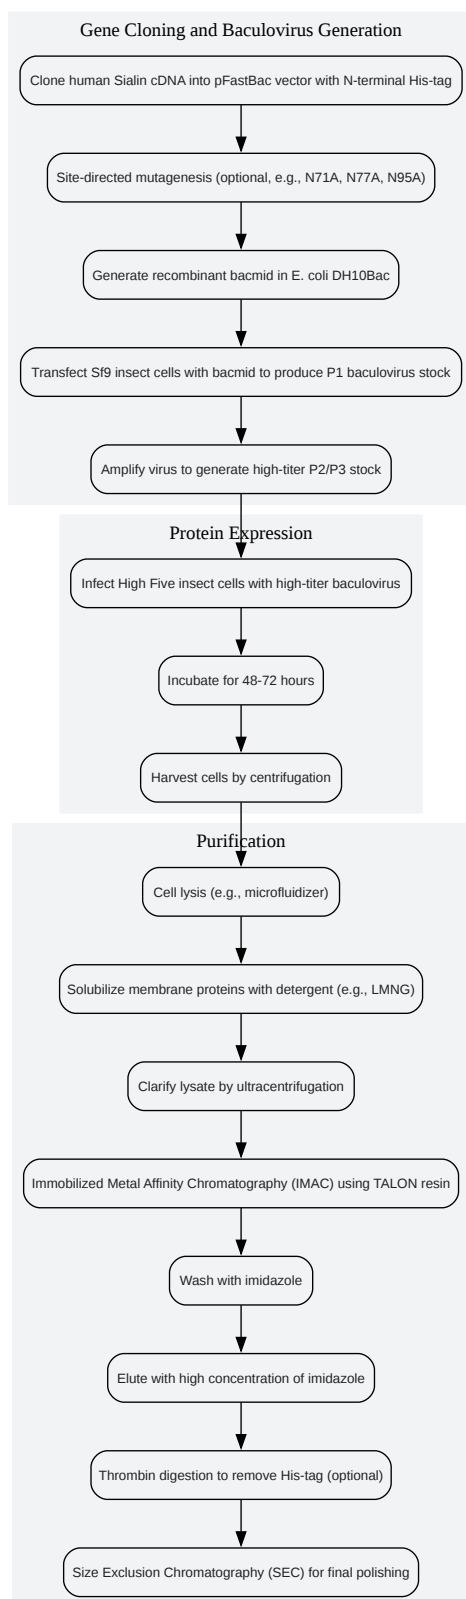 Gene Cloning and Baculovirus Generation
Clone human Sialin cDNA into pFastBac vector with N-terminal His-tag
Site-directed mutagenesis (optional, e.g., N71A, N77A, N95A)
Generate recombinant bacmid in E. coli DH10Bac
Transfect Sf9 insect cells with bacmid to produce P1 baculovirus stock
Amplify virus to generate high-titer P2/P3 stock
Protein Expression
Infect High Five insect cells with high-titer baculovirus
Incubate for 48-72 hours
Harvest cells by centrifugation
Purification
Cell lysis (e.g., microfluidizer)
Solubilize membrane proteins with detergent (e.g., LMNG)
Clarify lysate by ultracentrifugation
Immobilized Metal Affinity Chromatography (IMAC) using TALON resin
Wash with imidazole
Elute with high concentration of imidazole
Thrombin digestion to remove His-tag (optional)
Size Exclusion Chromatography (SEC) for final polishing